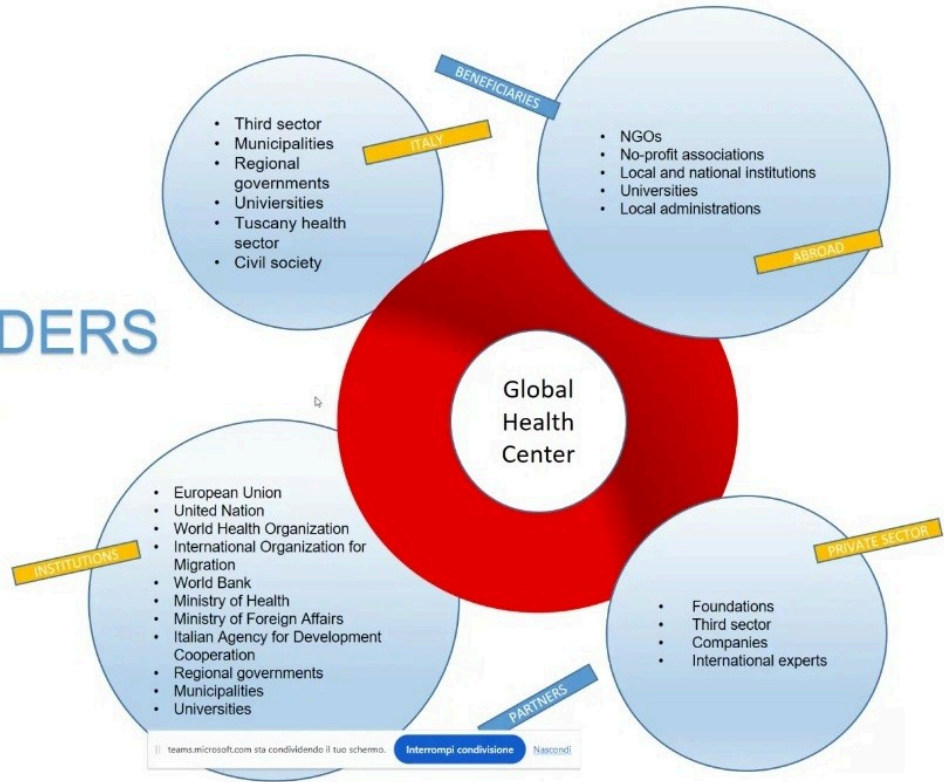 BENEFICIARIES
ITALY
• Third sector
• Municipalities
• Regional
governments
• Univiersities
• Tuscany health
sector
• Civil society
• NGOs
• No-profit associations
• Local and national institutions
• Universities
• Local administrations
ABROAD
DERS
Global
Health
Center
INSTITUTIONS
• European Union
• United Nation
• World Health Organization
• International Organization for
Migration
• World Bank
• Ministry of Health
• Ministry of Foreign Affairs
• Italian Agency for Development
Cooperation
• Regional governments
• Municipalities
• Universities
PRIVATE SECTOR
• Foundations
• Third sector
• Companies
• International experts
PARTNERS
teams.microsoft.com sta condividendo il tuo schermo. Interrompi condivisione Nascondi